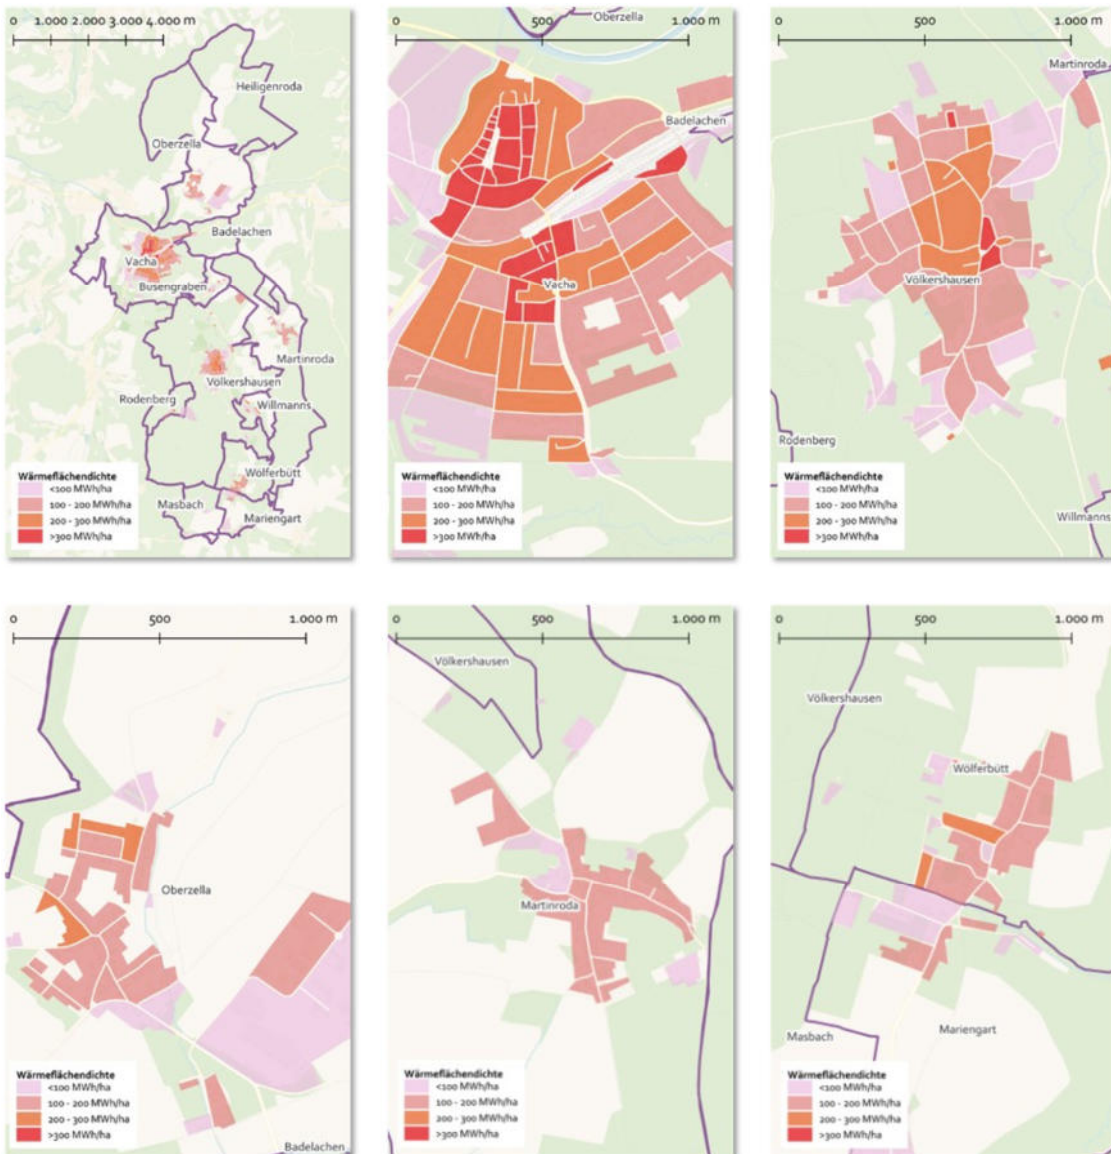 0 1.000 2.000 3.000 4.000 m
Heiligenroda
Oberzella
Badelachen
Vacha
Busengraben
Martinroda
Völkershausen
Rodenberg
Willmanns
Wölferbütt
Masbach
Mariengart
Wärmeflächendichte
<100 MWh/ha
100 - 200 MWh/ha
200 - 300 MWh/ha
>300 MWh/ha
0 500 1.000 m
Oberzella
Badelachen
Vacha
Wärmeflächendichte
<100 MWh/ha
100 - 200 MWh/ha
200 - 300 MWh/ha
>300 MWh/ha
0 500 1.000 m
Martinroda
Völkershausen
Rodenberg
Willmanns
Wärmeflächendichte
<100 MWh/ha
100 - 200 MWh/ha
200 - 300 MWh/ha
>300 MWh/ha
0 500 1.000 m
Oberzella
Badelachen
Wärmeflächendichte
<100 MWh/ha
100 - 200 MWh/ha
200 - 300 MWh/ha
>300 MWh/ha
0 500 1.000 m
Völkershausen
Martinroda
Wärmeflächendichte
<100 MWh/ha
100 - 200 MWh/ha
200 - 300 MWh/ha
>300 MWh/ha
0 500 1.000 m
Völkershausen
Wölferbütt
Masbach
Mariengart
Wärmeflächendichte
<100 MWh/ha
100 - 200 MWh/ha
200 - 300 MWh/ha
>300 MWh/ha